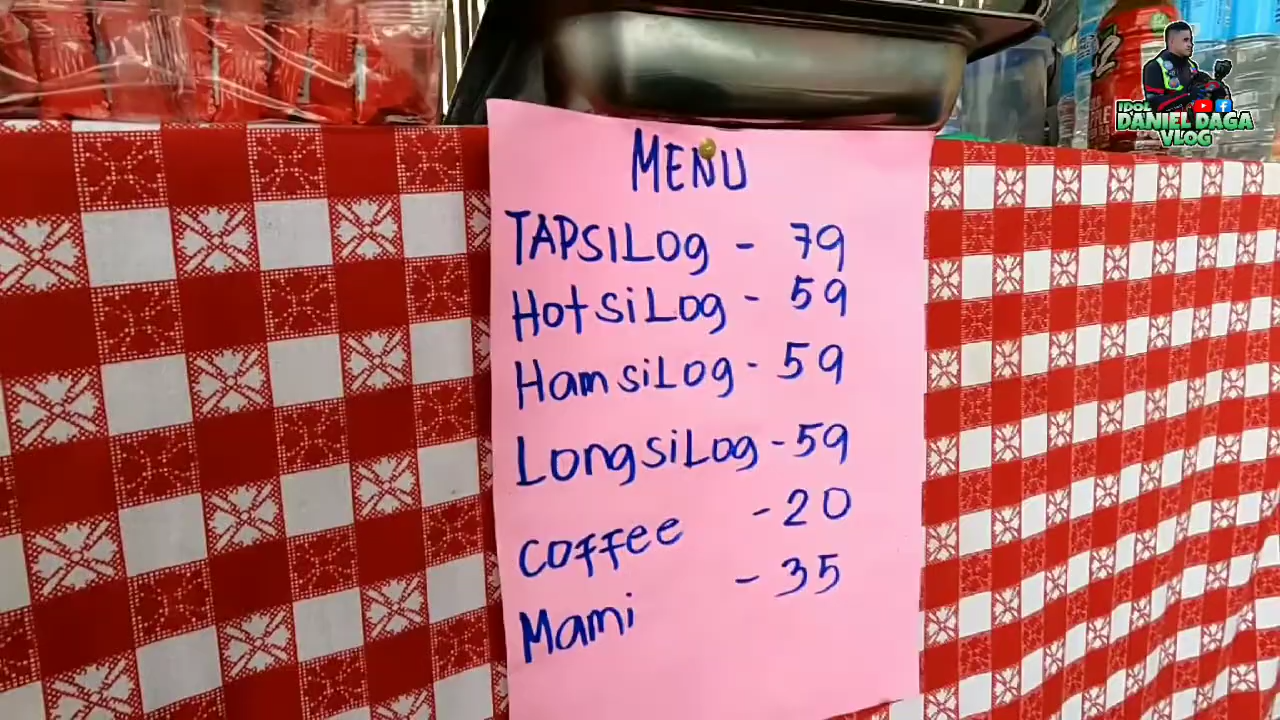 MENU
TAPSILog - 79
HotsiLog - 59
HamsiLog - 59
LongsiLog - 59
Coffee - 20
Mami - 35
IDOL
DANIEL DAGA
VLOG